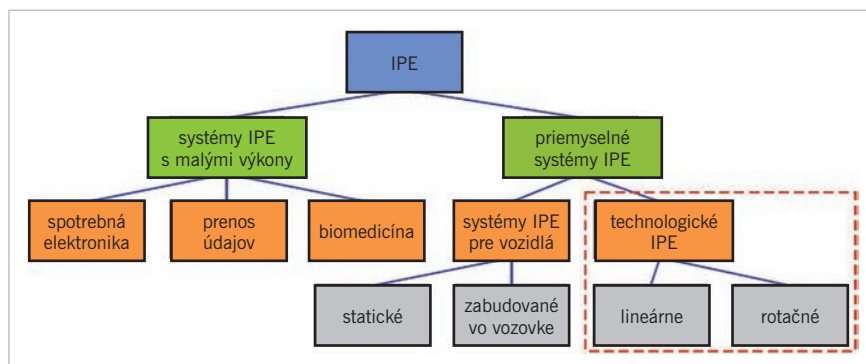 IPE
systémy IPE
s malými výkony
priemyselné
systémy IPE
spotrebná
elektronika
prenos
údajov
biomedicína
systémy IPE
pre vozidlá
technologické
IPE
statické
zabudované
vo vozovke
lineárne
rotačné